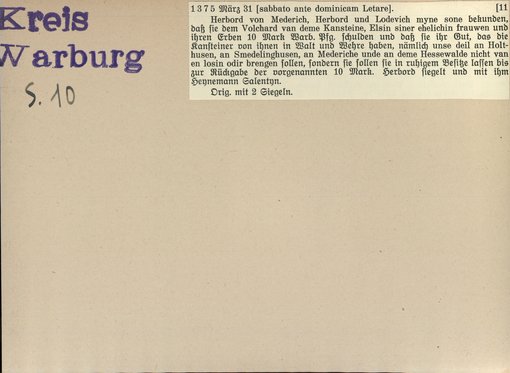 Kreis
Warburg
S. 10
1375 März 31 [sabbato ante dominicam Letare]. [11
Herbord von Mederich, Herbord und Lodevich myne sone bekunden,
daß sie dem Volchard van deme Kansteine, Elsin siner ehelichin frauwen und
ihren Erben 10 Mark Warb. Pfg. schulden und daß sie ihr Gut, das die
Kansteiner von ihnen in Walt und Wehre haben, nämlich unse deil an Holt-
husen, an Smedelinghusen, an Mederiche unde an deme Hessewalde nicht van
en losin odir brengen sollen, sondern sie sollen sie in ruhigem Besitze lassen bis
zur Rückgabe der vorgenannten 10 Mark. Herbord siegelt und mit ihm
Heynemann Salentyn.
Orig. mit 2 Siegeln.